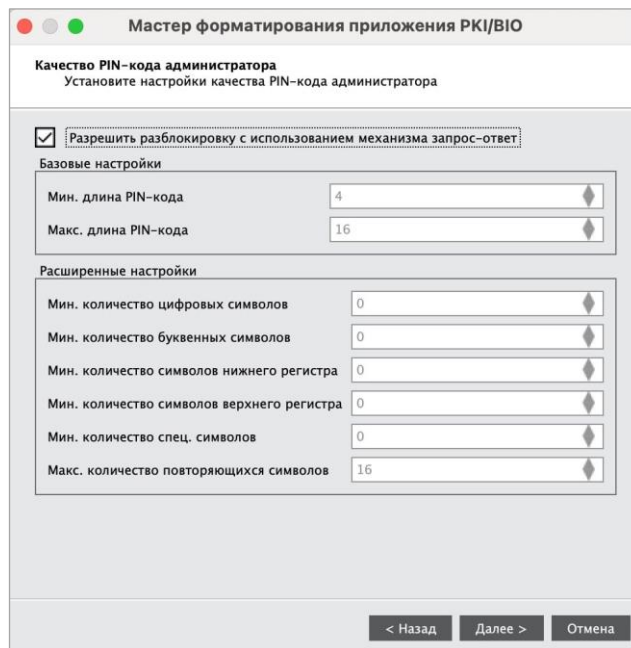 Мастер форматирования приложения PKI/BIO
Качество PIN-кода администратора
Установите настройки качества PIN-кода администратора
Разрешить разблокировку с использованием механизма запрос-ответ
Базовые настройки
Мин. длина PIN-кода 4
Макс. длина PIN-кода 16
Расширенные настройки
Мин. количество цифровых символов 0
Мин. количество буквенных символов 0
Мин. количество символов нижнего регистра 0
Мин. количество символов верхнего регистра 0
Мин. количество спец. символов 0
Макс. количество повторяющихся символов 16
< Назад Далее > Отмена